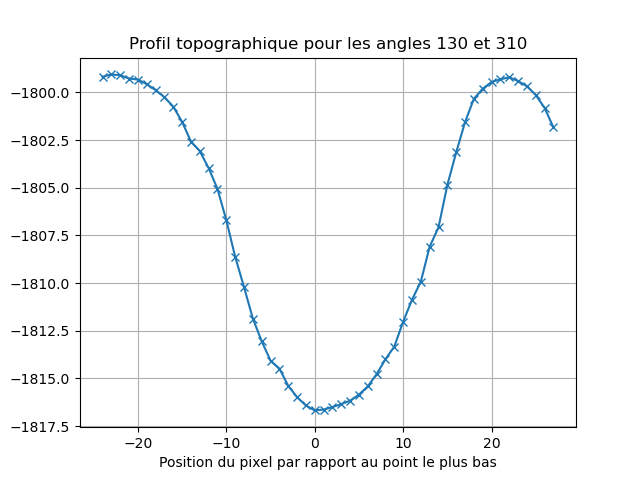 Profil topographique pour les angles 130 et 310
−1800.0
−1802.5
−1805.0
−1807.5
−1810.0
−1812.5
−1815.0
−1817.5
−20 −10 0 10 20
Position du pixel par rapport au point le plus bas